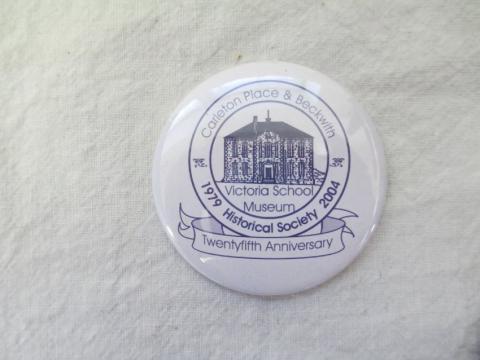 Carleton Place & Beckwith
Victoria School
Museum
1979 Historical Society 2004
Twentyfifth Anniversary